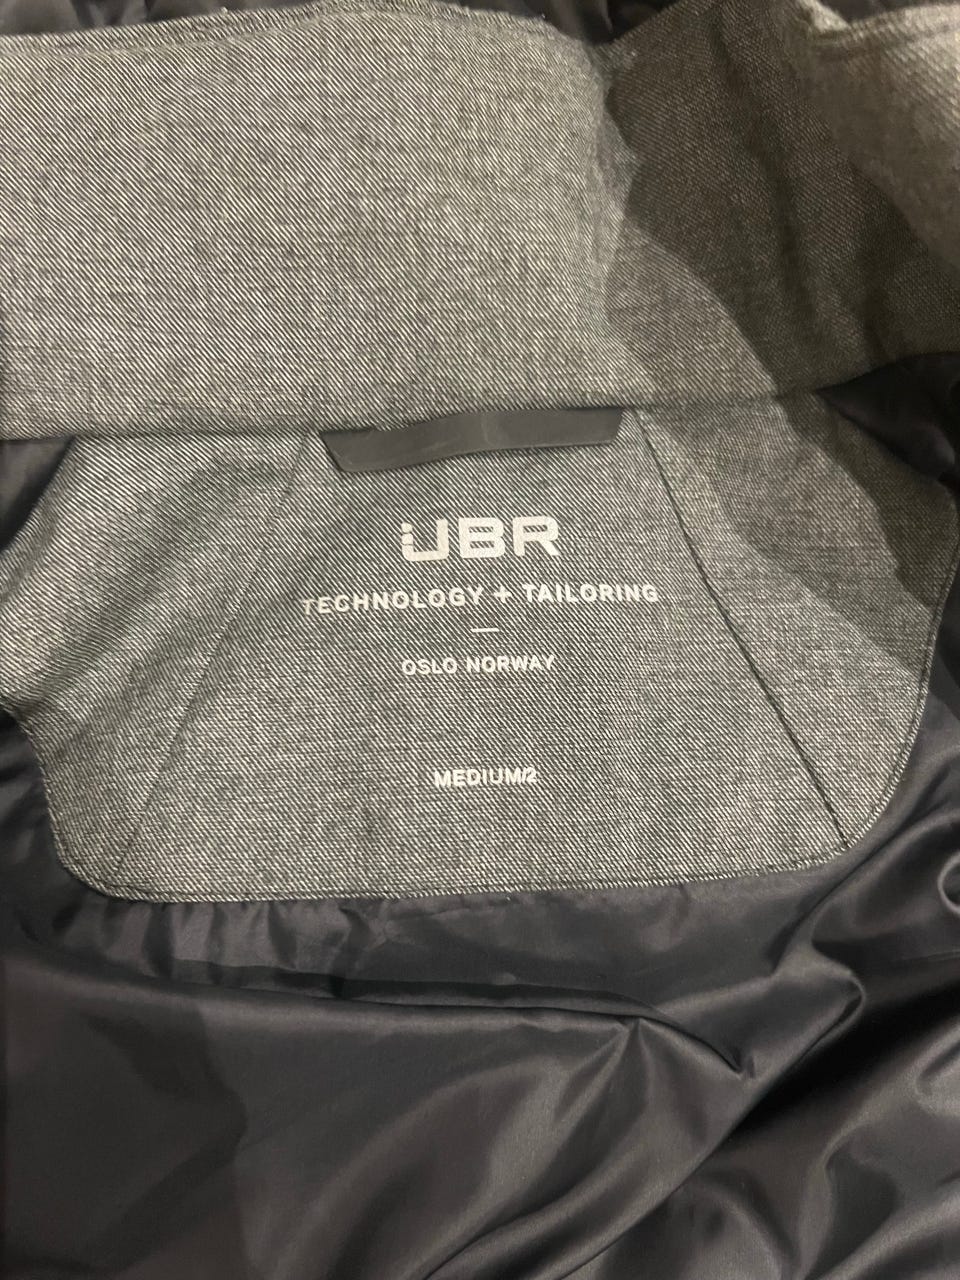 UBR
TECHNOLOGY + TAILORING
OSLO NORWAY
MEDIUM/2